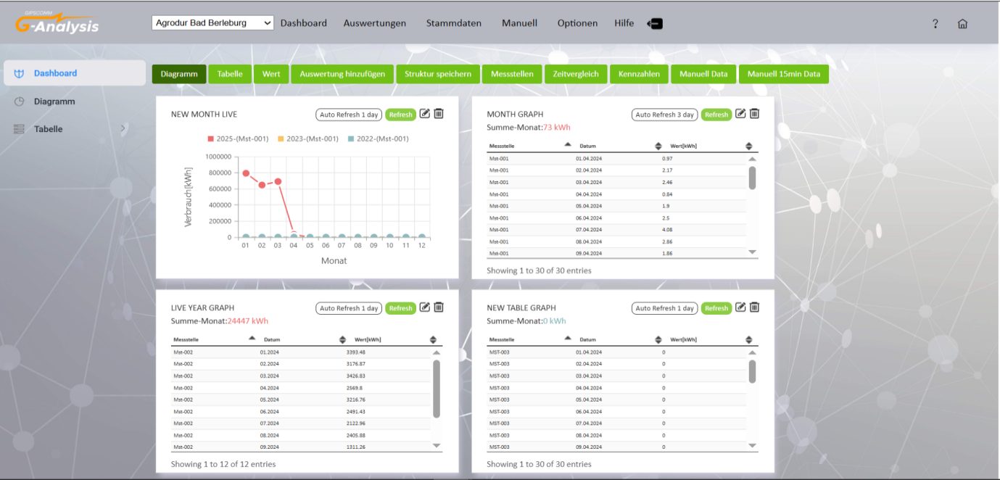 GIPSCOMM
G-Analysis
Agrodur Bad Berleburg
Dashboard Auswertungen Stammdaten Manuell Optionen Hilfe
?
Dashboard
Diagramm
Tabelle
Diagramm Tabelle Wert Auswertung hinzufügen Struktur speichern Messstellen Zeitvergleich Kennzahlen Manuell Data Manuell 15min Data
NEW MONTH LIVE Auto Refresh 1 day Refresh
2025-(Mst-001) 2023-(Mst-001) 2022-(Mst-001)
Verbrauch[kWh]
1000000
800000
600000
400000
200000
0
01 02 03 04 05 06 07 08 09 10 11 12
Monat
MONTH GRAPH Auto Refresh 3 day Refresh
Summe-Monat:73 kWh
Messstelle Datum Wert[kWh]
Mst-001 01.04.2024 0.97
Mst-001 02.04.2024 2.17
Mst-001 03.04.2024 2.46
Mst-001 04.04.2024 0.84
Mst-001 05.04.2024 1.9
Mst-001 06.04.2024 2.5
Mst-001 07.04.2024 4.08
Mst-001 08.04.2024 2.86
Mst-001 09.04.2024 1.86
Showing 1 to 30 of 30 entries
LIVE YEAR GRAPH Auto Refresh 1 day Refresh
Summe-Monat:24447 kWh
Messstelle Datum Wert[kWh]
Mst-002 01.2024 3393.48
Mst-002 02.2024 3176.87
Mst-002 03.2024 3426.83
Mst-002 04.2024 2569.8
Mst-002 05.2024 3216.76
Mst-002 06.2024 2491.43
Mst-002 07.2024 2122.96
Mst-002 08.2024 2405.88
Mst-002 09.2024 1311.26
Showing 1 to 12 of 12 entries
NEW TABLE GRAPH Auto Refresh 1 day Refresh
Summe-Monat:0 kWh
Messstelle Datum Wert[kWh]
MST-003 01.04.2024 0
MST-003 02.04.2024 0
MST-003 03.04.2024 0
MST-003 04.04.2024 0
MST-003 05.04.2024 0
MST-003 06.04.2024 0
MST-003 07.04.2024 0
MST-003 08.04.2024 0
MST-003 09.04.2024 0
Showing 1 to 30 of 30 entries